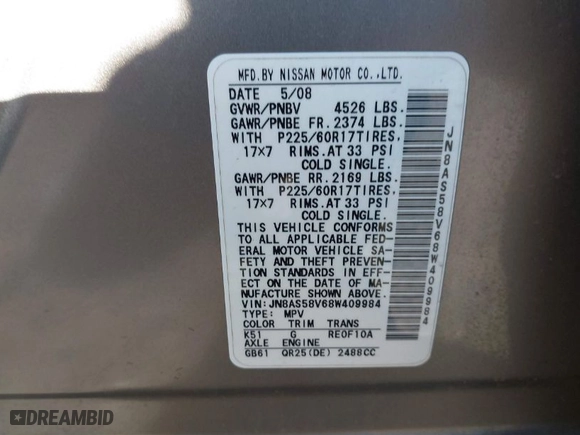 MFD.BY NISSAN MOTOR CO.,LTD.
DATE 5/08
GVWR/PNBV 4526 LBS.
GAWR/PNBE FR. 2374 LBS.
WITH P225/60R17TIRES.
17x7 RIMS.AT 33 PSI
COLD SINGLE.
GAWR/PNBE RR. 2169 LBS.
WITH P225/60R17TIRES.
17x7 RIMS.AT 33 PSI
COLD SINGLE.
THIS VEHICLE CONFORMS
TO ALL APPLICABLE FED-
ERAL MOTOR VEHICLE SA-
FETY AND THEFT PREVEN-
TION STANDARDS IN EFF-
ECT ON THE DATE OF MA-
NUFACTURE SHOWN ABOVE.
VIN:JN8AS58V68W409984
TYPE: MPV
COLOR TRIM TRANS
K51 G RE0F10A
AXLE ENGINE
GB61 QR25(DE) 2488CC
JN8AS58V68W409984
DREAMBID